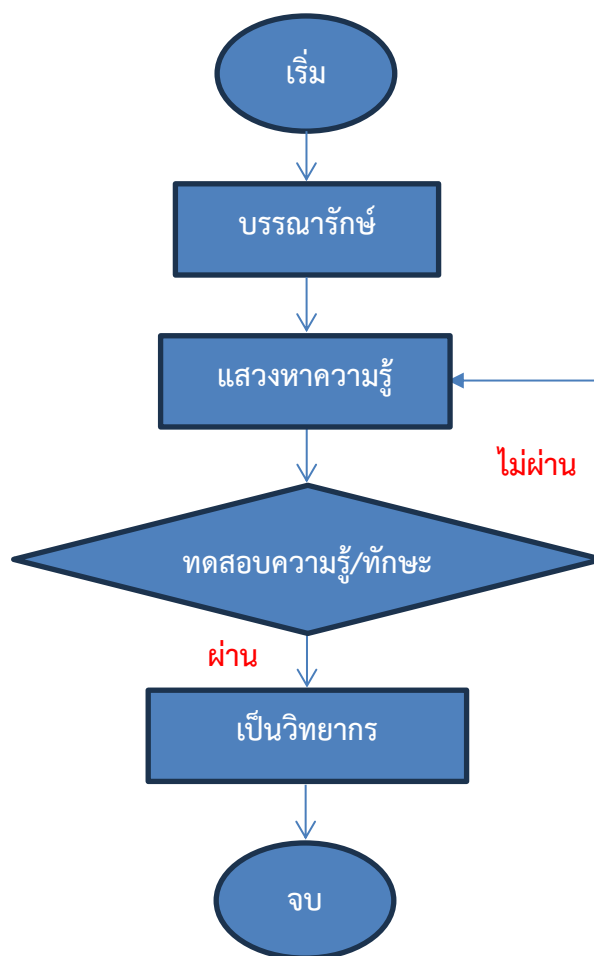 เริ่ม
บรรณารักษ์
แสวงหาความรู้
ไม่ผ่าน
ทดสอบความรู้/ทักษะ
ผ่าน
เป็นวิทยากร
จบ